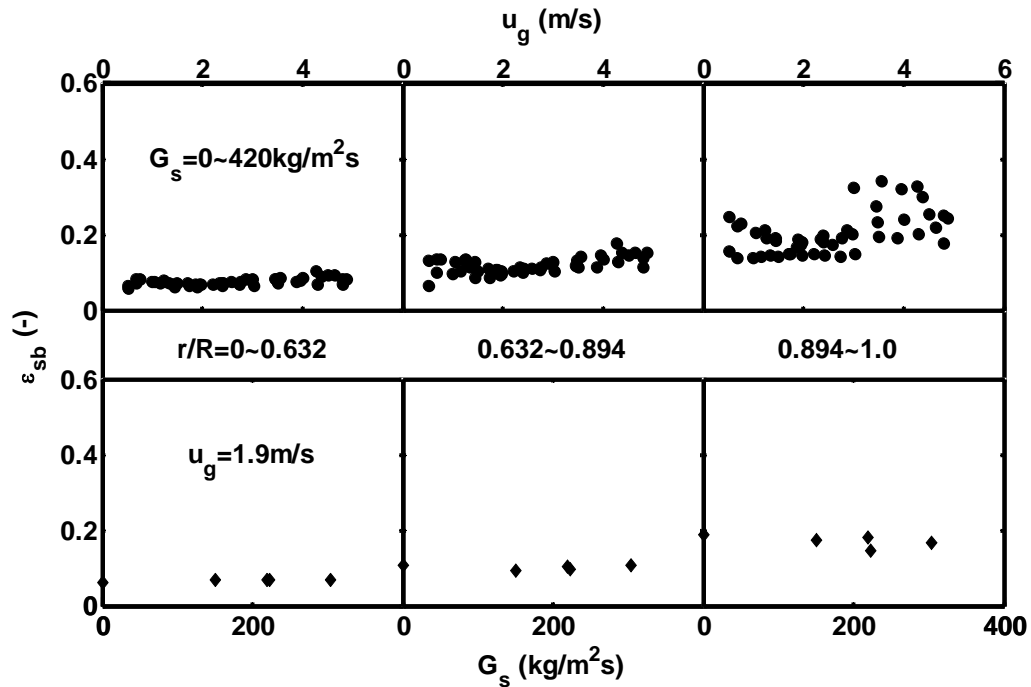 u_g (m/s)
0 2 4 0 2 4 0 2 4 6
0.6
G_s=0~420kg/m²s
0.4
0.2
0
ε_sb (-)
r/R=0~0.632 0.632~0.894 0.894~1.0
0.6
u_g=1.9m/s
0.4
0.2
0
0 200 0 200 0 200 400
G_s (kg/m²s)